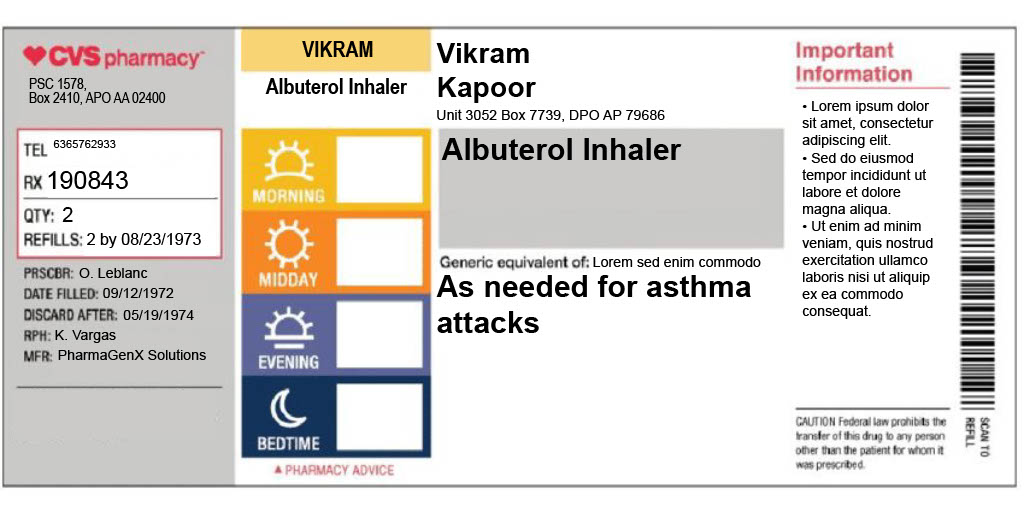 CVS pharmacy
PSC 1578,
Box 2410, APO AA 02400
TEL 6365762933
RX 190843
QTY: 2
REFILLS: 2 by 08/23/1973
PRSCBR: O. Leblanc
DATE FILLED: 09/12/1972
DISCARD AFTER: 05/19/1974
RPH: K. Vargas
MFR: PharmaGenX Solutions
VIKRAM
Albuterol Inhaler
MORNING
MIDDAY
EVENING
BEDTIME
▲ PHARMACY ADVICE
Vikram
Kapoor
Unit 3052 Box 7739, DPO AP 79686
Albuterol Inhaler
Generic equivalent of: Lorem sed enim commodo
As needed for asthma
attacks
Important
Information
• Lorem ipsum dolor
sit amet, consectetur
adipiscing elit.
• Sed do eiusmod
tempor incididunt ut
labore et dolore
magna aliqua.
• Ut enim ad minim
veniam, quis nostrud
exercitation ullamco
laboris nisi ut aliquip
ex ea commodo
consequat.
CAUTION Federal law prohibits the
transfer of this drug to any person
other than the patient for whom it
was prescribed.
SCAN TO
REFILL